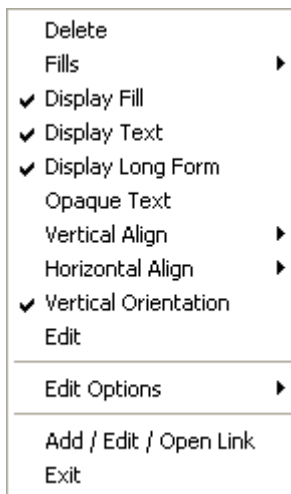 Delete
Fills
Display Fill
Display Text
Display Long Form
Opaque Text
Vertical Align
Horizontal Align
Vertical Orientation
Edit
Edit Options
Add / Edit / Open Link
Exit